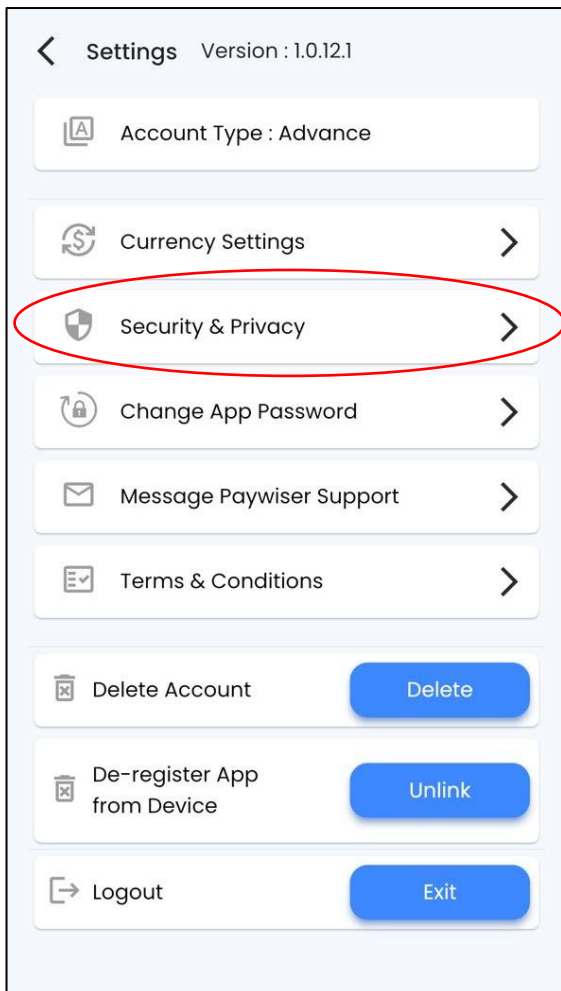 Settings Version : 1.0.12.1
Account Type : Advance
Currency Settings
Security & Privacy
Change App Password
Message Paywiser Support
Terms & Conditions
Delete Account Delete
De-register App
from Device Unlink
Logout Exit